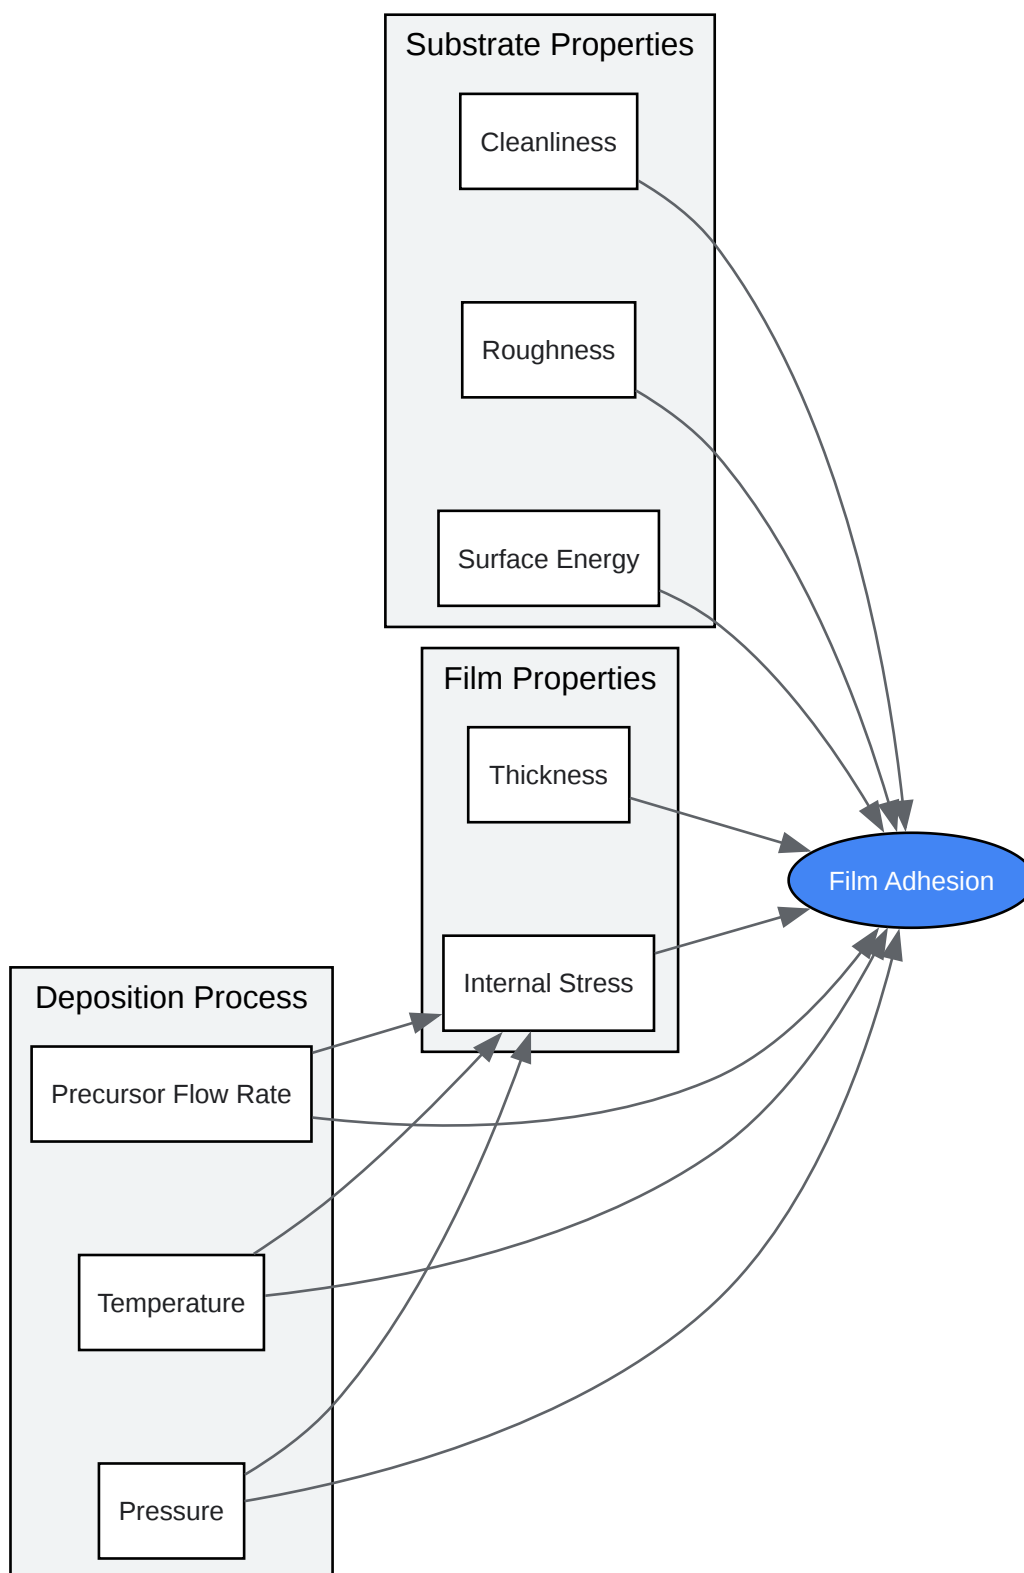 Substrate Properties
Cleanliness
Roughness
Surface Energy
Film Properties
Thickness
Film Adhesion
Internal Stress
Deposition Process
Precursor Flow Rate
Temperature
Pressure